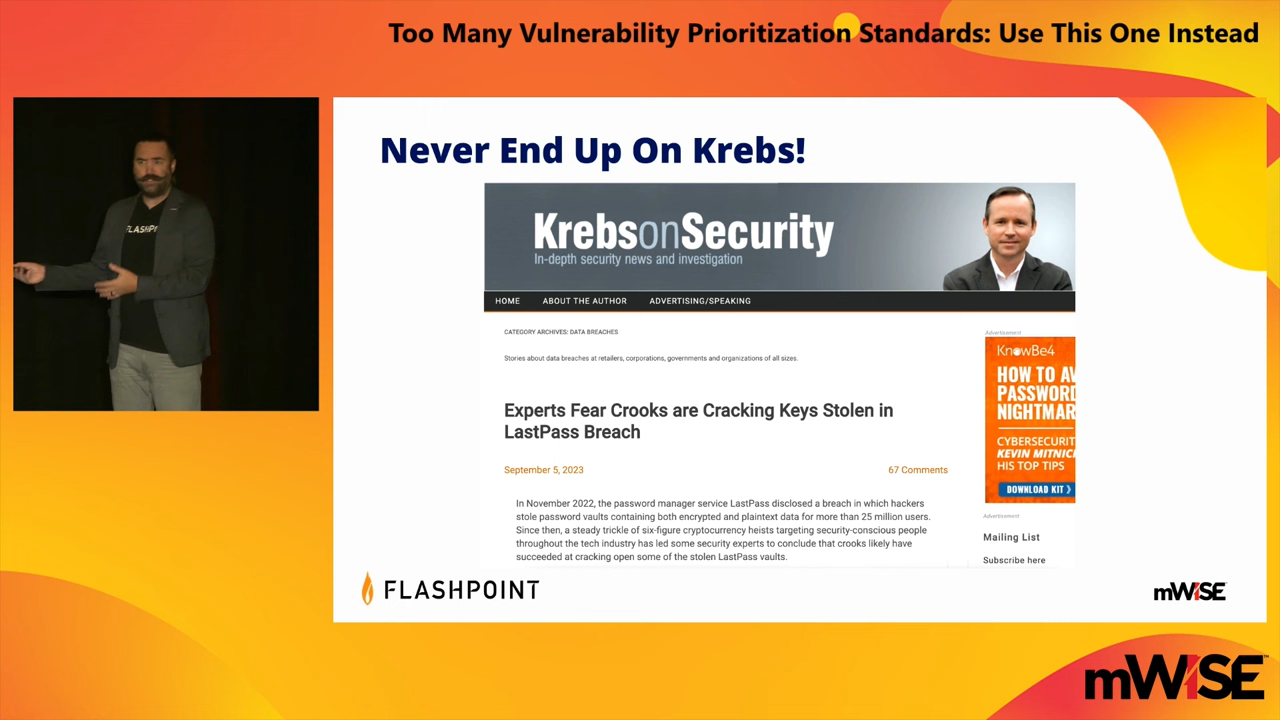 Too Many Vulnerability Prioritization Standards: Use This One Instead
FLASHP
Never End Up On Krebs!
KrebsonSecurity
In-depth security news and investigation
HOME ABOUT THE AUTHOR ADVERTISING/SPEAKING
CATEGORY ARCHIVES: DATA BREACHES
Stories about data breaches at retailers, corporations, governments and organizations of all sizes.
Experts Fear Crooks are Cracking Keys Stolen in
LastPass Breach
September 5, 2023 67 Comments
In November 2022, the password manager service LastPass disclosed a breach in which hackers
stole password vaults containing both encrypted and plaintext data for more than 25 million users.
Since then, a steady trickle of six-figure cryptocurrency heists targeting security-conscious people
throughout the tech industry has led some security experts to conclude that crooks likely have
succeeded at cracking open some of the stolen LastPass vaults.
Advertisement
KnowBe4
HOW TO AV
PASSWORD
NIGHTMAR
CYBERSECURIT
KEVIN MITNICK
HIS TOP TIPS
DOWNLOAD KIT ❯
Advertisement
Mailing List
Subscribe here
FLASHPOINT
mWISE
mWISE™